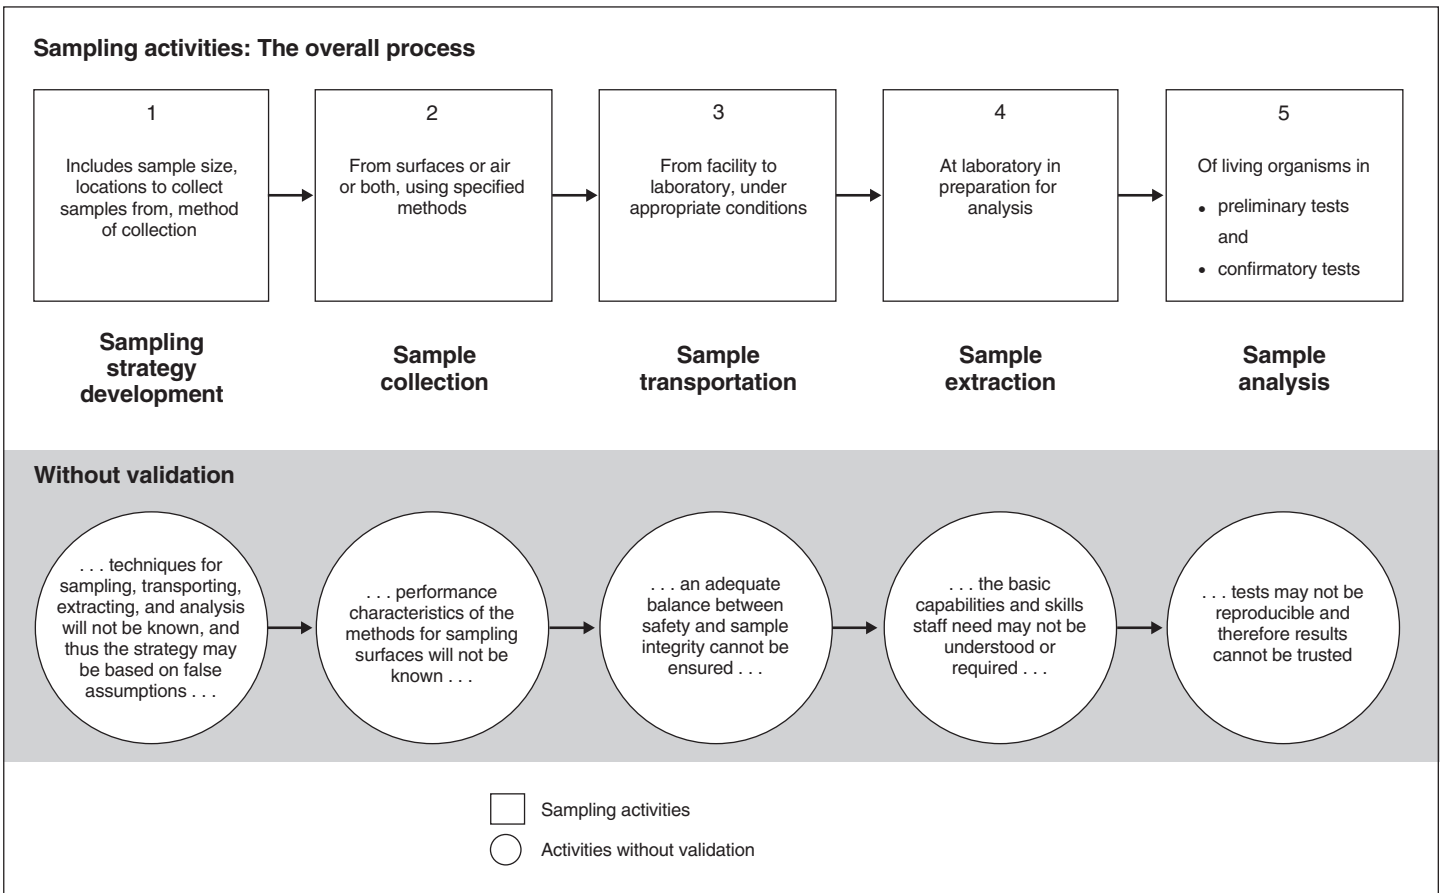 Sampling activities: The overall process
1
Includes sample size,
locations to collect
samples from, method
of collection
2
From surfaces or air
or both, using specified
methods
3
From facility to
laboratory, under
appropriate conditions
4
At laboratory in
preparation for
analysis
5
Of living organisms in
• preliminary tests
and
• confirmatory tests
Sampling
strategy
development
Sample
collection
Sample
transportation
Sample
extraction
Sample
analysis
Without validation
. . . techniques for
sampling, transporting,
extracting, and analysis
will not be known, and
thus the strategy may
be based on false
assumptions . . .
. . . performance
characteristics of the
methods for sampling
surfaces will not be
known . . .
. . . an adequate
balance between
safety and sample
integrity cannot be
ensured . . .
. . . the basic
capabilities and skills
staff need may not be
understood or
required . . .
. . . tests may not be
reproducible and
therefore results
cannot be trusted
Sampling activities
Activities without validation